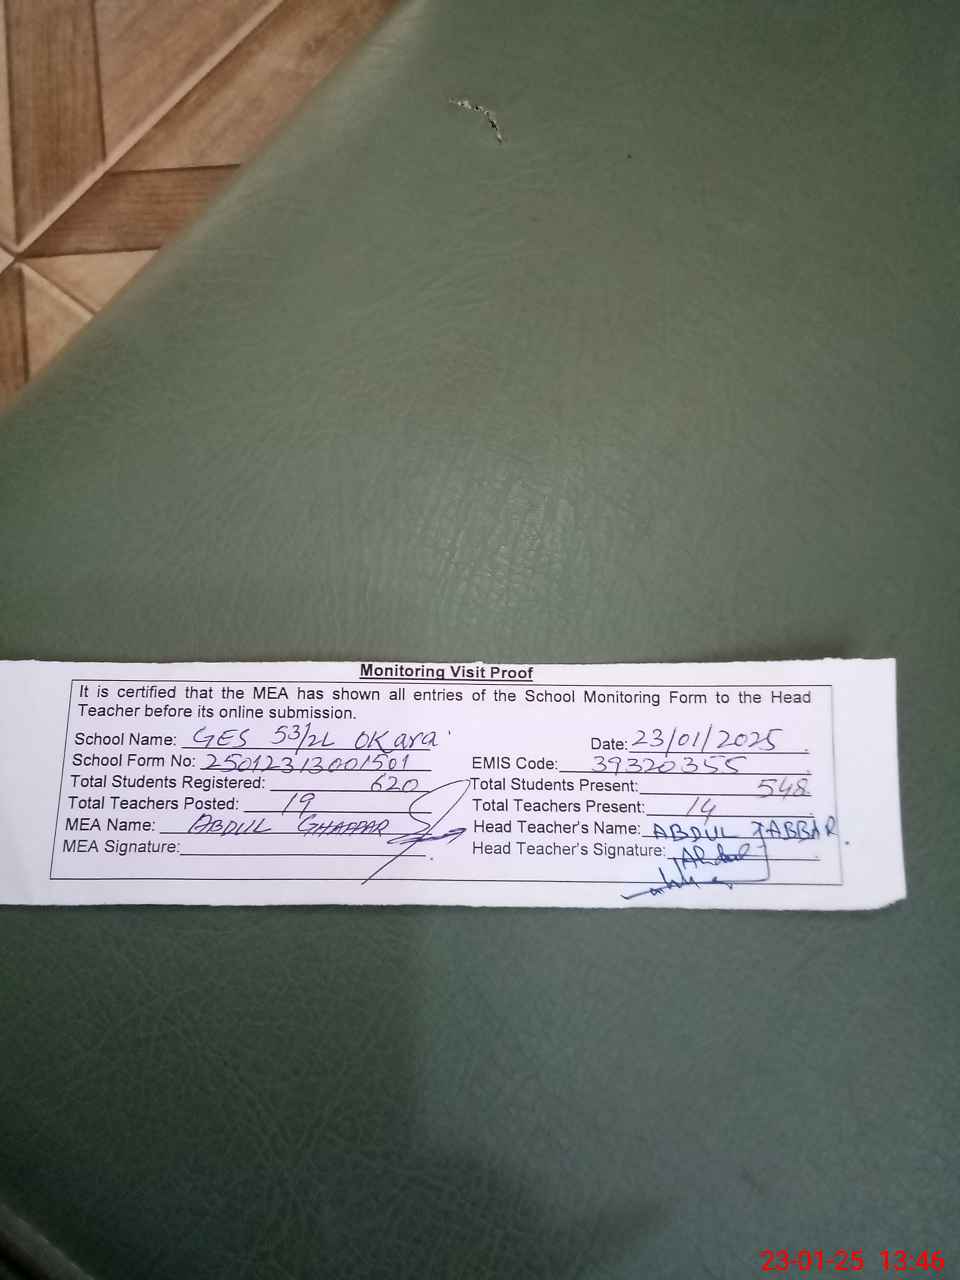 Monitoring Visit Proof
It is certified that the MEA has shown all entries of the School Monitoring Form to the Head
Teacher before its online submission.
School Name: GES 53/2L OKara Date: 23/01/2025
School Form No: 25012313001501 EMIS Code: 39320355
Total Students Registered: 620 Total Students Present: 548
Total Teachers Posted: 19 Total Teachers Present: 14
MEA Name: ABDUL GHAFFAR Head Teacher's Name: ABDUL JABBAR
MEA Signature: Head Teacher's Signature: Abdul
23-01-25 13:46